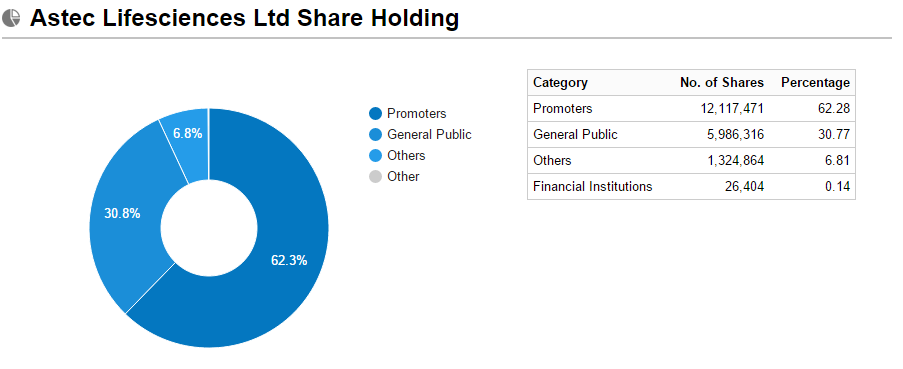 Astec Lifesciences Ltd Share Holding
6.8%
30.8%
62.3%
Promoters
General Public
Others
Other
Category No. of Shares Percentage
Promoters 12,117,471 62.28
General Public 5,986,316 30.77
Others 1,324,864 6.81
Financial Institutions 26,404 0.14